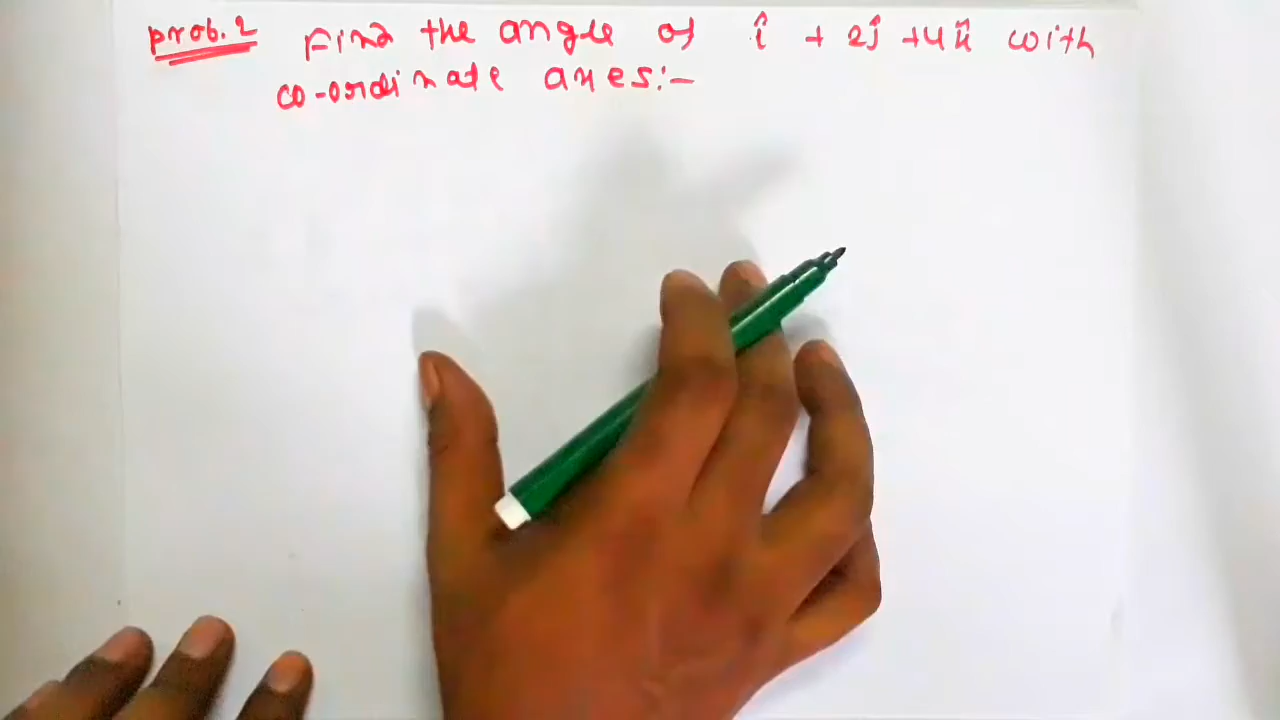 prob.2 Find the angle of î + 2ĵ + 4k̂ with
co-ordinate axes:-